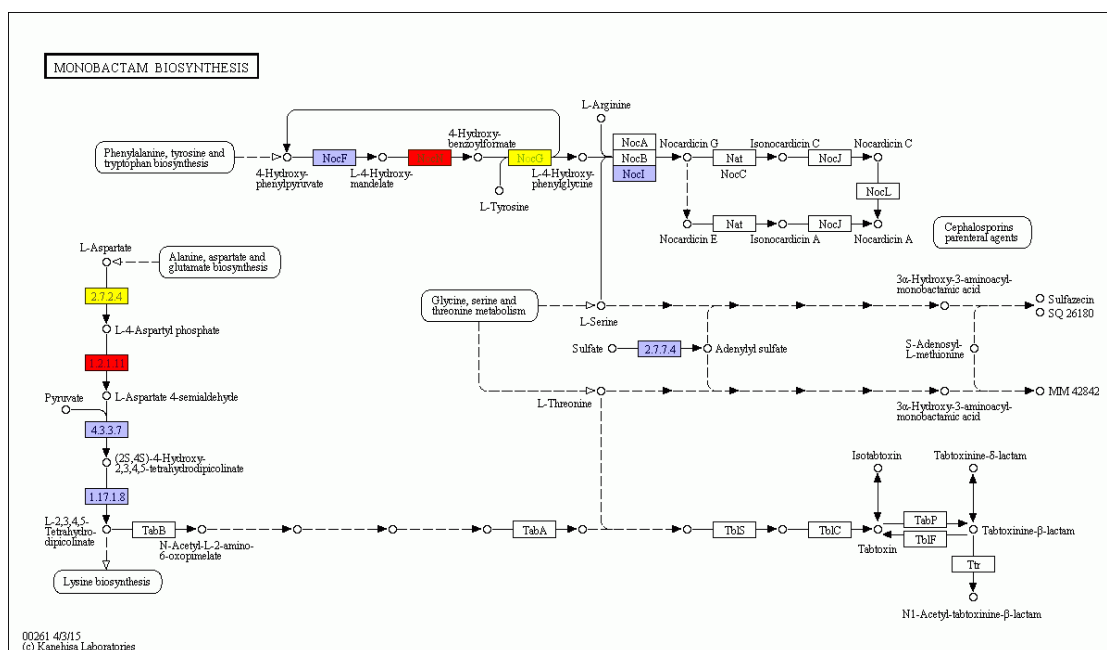 MONOBACTAM BIOSYNTHESIS
L-Arginine
4-Hydroxy-
benzoylformate
Phenylalanine, tyrosine and
tryptophan biosynthesis
NocF
NocG
NocA
NocB
NocI
4-Hydroxy-
phenylpyruvate
L-4-Hydroxy-
mandelate
L-Tyrosine
L-4-Hydroxy-
phenylglycine
Nocardicin G
Nat
NocC
Isonocardicin C
NocJ
Nocardicin C
NocL
Nocardicin E
Nat
Isonocardicin A
NocJ
Nocardicin A
Cephalosporins
parenteral agents
L-Aspartate
Alanine, aspartate and
glutamate biosynthesis
2.7.2.4
L-4-Aspartyl phosphate
1.2.1.11
L-Aspartate 4-semialdehyde
Pyruvate
4.3.3.7
(2S,4S)-4-Hydroxy-
2,3,4,5-tetrahydrodipicolinate
1.17.1.8
Glycine, serine and
threonine metabolism
L-Serine
3α-Hydroxy-3-aminoacyl-
monobactamic acid
Sulfazecin
SQ 26180
Sulfate
2.7.7.4
Adenylyl sulfate
S-Adenosyl-
L-methionine
L-Threonine
3α-Hydroxy-3-aminoacyl-
monobactamic acid
MM 42842
L-2,3,4,5-
Tetrahydro-
dipicolinate
TabB
N-Acetyl-L-2-amino-
6-oxopimelate
TabA
TblS
TblC
Isotabtoxin
Tabtoxinine-δ-lactam
Tabtoxin
TabP
TblF
Tabtoxinine-β-lactam
Ttr
N1-Acetyl-tabtoxinine-β-lactam
Lysine biosynthesis
00261 4/3/15
(c) Kanehisa Laboratories